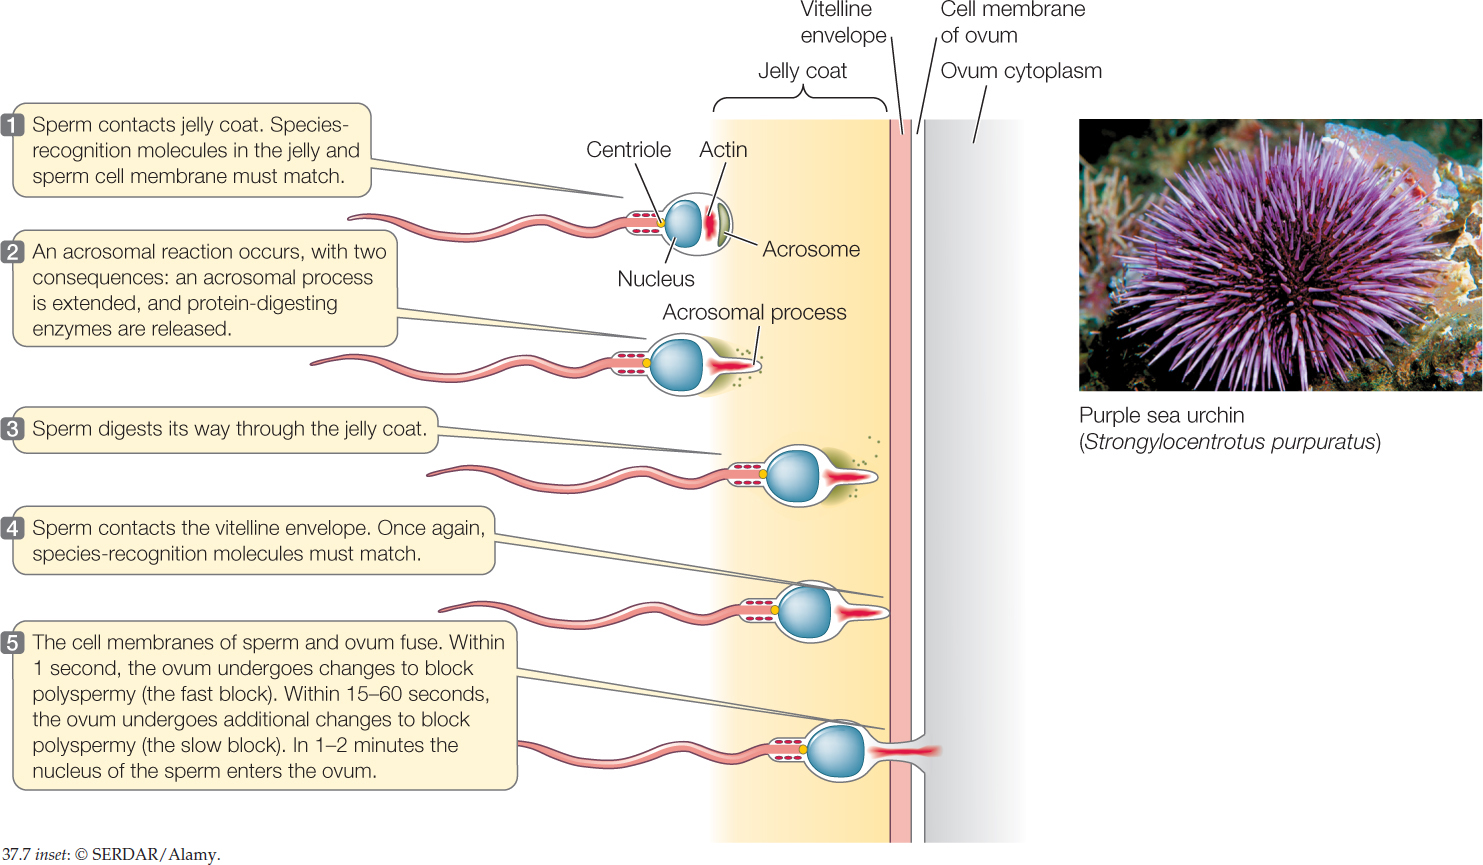 Vitelline
envelope
Cell membrane
of ovum
Jelly coat
Ovum cytoplasm
1 Sperm contacts jelly coat. Species-
recognition molecules in the jelly and
sperm cell membrane must match.
Centriole
Actin
Acrosome
Nucleus
2 An acrosomal reaction occurs, with two
consequences: an acrosomal process
is extended, and protein-digesting
enzymes are released.
Acrosomal process
3 Sperm digests its way through the jelly coat.
4 Sperm contacts the vitelline envelope. Once again,
species-recognition molecules must match.
5 The cell membranes of sperm and ovum fuse. Within
1 second, the ovum undergoes changes to block
polyspermy (the fast block). Within 15–60 seconds,
the ovum undergoes additional changes to block
polyspermy (the slow block). In 1–2 minutes the
nucleus of the sperm enters the ovum.
Purple sea urchin
(Strongylocentrotus purpuratus)
37.7 inset: © SERDAR/Alamy.